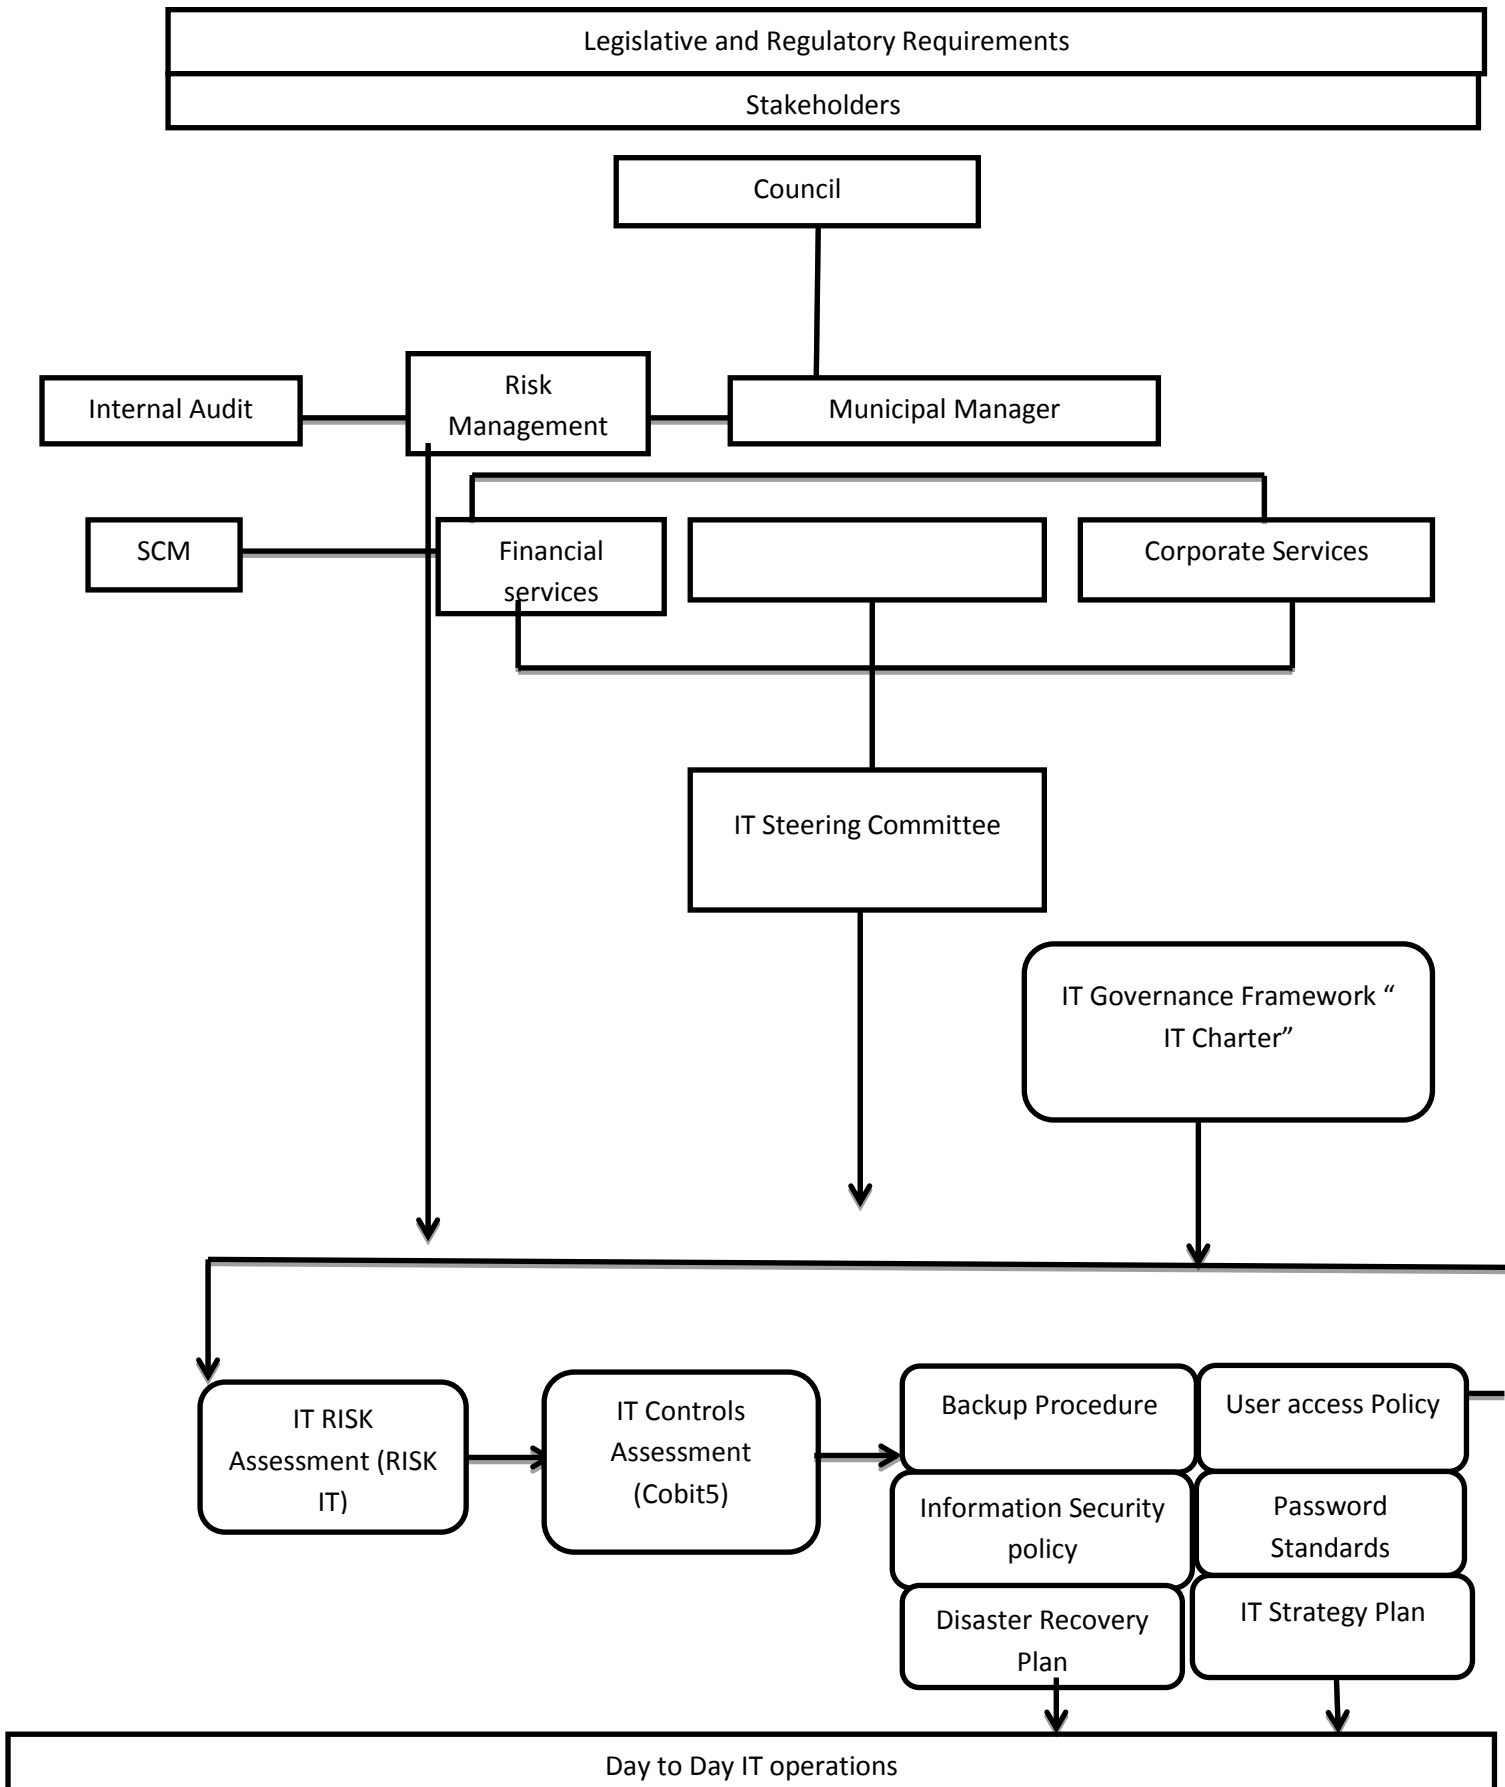 Legislative and Regulatory Requirements
Stakeholders
Council
Internal Audit
Risk
Management
Municipal Manager
SCM
Financial
services
Corporate Services
IT Steering Committee
IT Governance Framework “
IT Charter”
IT RISK
Assessment (RISK
IT)
IT Controls
Assessment
(Cobit5)
Backup Procedure
User access Policy
Information Security
policy
Password
Standards
Disaster Recovery
Plan
IT Strategy Plan
Day to Day IT operations